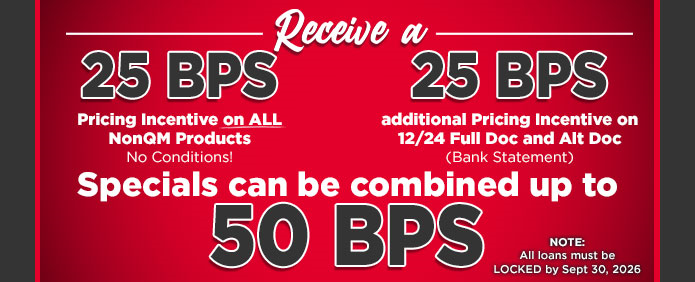 Receive a
25 BPS
Pricing Incentive on ALL
NonQM Products
No Conditions!
25 BPS
additional Pricing Incentive on
12/24 Full Doc and Alt Doc
(Bank Statement)
Specials can be combined up to
50 BPS
NOTE:
All loans must be
LOCKED by Sept 30, 2026